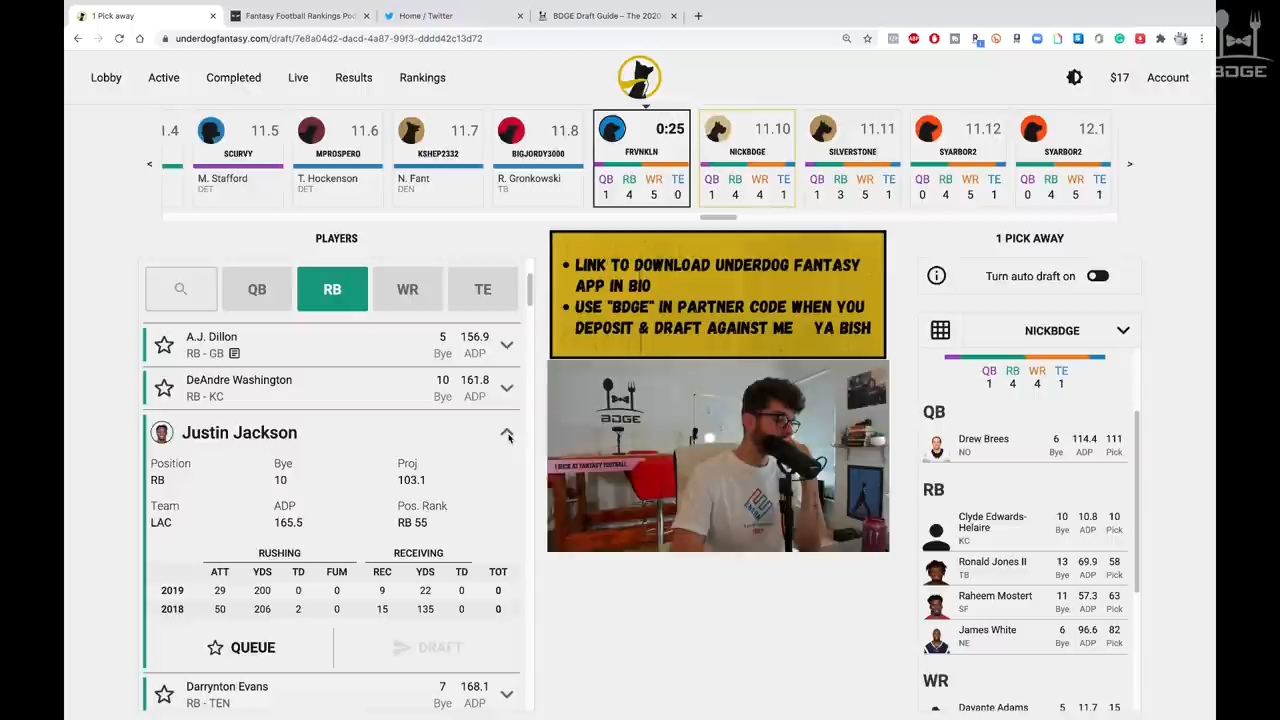 1 Pick away
Fantasy Football Rankings Pod
Home / Twitter
BDGE Draft Guide – The 2020
underdogfantasy.com/draft/7e8a04d2-dacd-4a87-99f3-dddd42c13d72
BDGE
Lobby Active Completed Live Results Rankings
$17 Account
11.5 SCURVY M. Stafford DET
11.6 MPROSPERO T. Hockenson DET
11.7 KSHEP2332 N. Fant DEN
11.8 BIGJORDY3000 R. Gronkowski TB
0:25 FRVNKLN QB RB WR TE 1 4 5 0
11.10 NICKBDGE QB RB WR TE 1 4 4 1
11.11 SILVERSTONE QB RB WR TE 1 3 5 1
11.12 SYARBOR2 QB RB WR TE 0 4 5 1
12.1 SYARBOR2 QB RB WR TE 0 4 5 1
PLAYERS
QB RB WR TE
A.J. Dillon 5 156.9
RB - GB Bye ADP
DeAndre Washington 10 161.8
RB - KC Bye ADP
Justin Jackson
Position Bye Proj
RB 10 103.1
Team ADP Pos. Rank
LAC 165.5 RB 55
RUSHING RECEIVING
ATT YDS TD FUM REC YDS TD TOT
2019 29 200 0 0 9 22 0 0
2018 50 206 2 0 15 135 0 0
QUEUE DRAFT
Darrynton Evans 7 168.1
RB - TEN Bye ADP
• LINK TO DOWNLOAD UNDERDOG FANTASY
APP IN BIO
• USE "BDGE" IN PARTNER CODE WHEN YOU
DEPOSIT & DRAFT AGAINST ME YA BISH
BDGE
I SUCK AT FANTASY FOOTBALL
1 PICK AWAY
Turn auto draft on
NICKBDGE
QB RB WR TE
1 4 4 1
QB
Drew Brees 6 114.4 111
NO Bye ADP Pick
RB
Clyde Edwards-
Helaire 10 10.8 10
KC Bye ADP Pick
Ronald Jones II 13 69.9 58
TB Bye ADP Pick
Raheem Mostert 11 57.3 63
SF Bye ADP Pick
James White 6 96.6 82
NE Bye ADP Pick
WR
Davante Adams 5 11.7 15